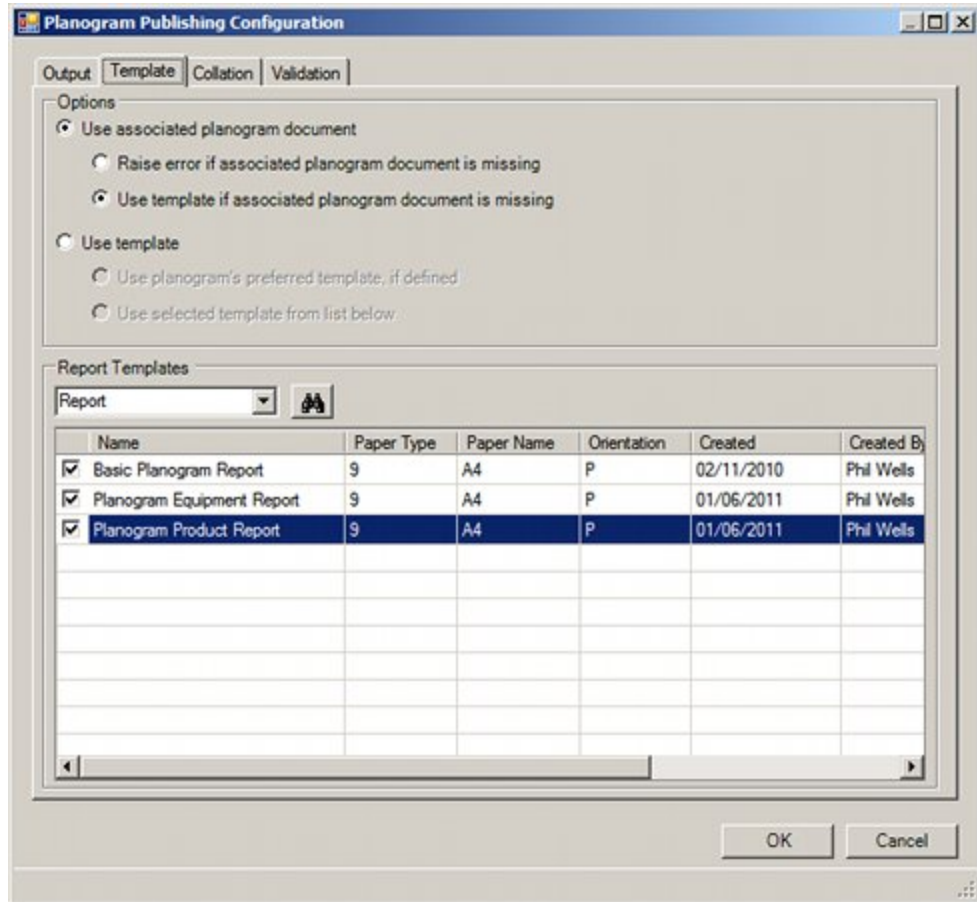 Planogram Publishing Configuration
Output Template Collation Validation
Options
Use associated planogram document
Raise error if associated planogram document is missing
Use template if associated planogram document is missing
Use template
Use planogram's preferred template, if defined
Use selected template from list below
Report Templates
Report
Name Paper Type Paper Name Orientation Created Created By
Basic Planogram Report 9 A4 P 02/11/2010 Phil Wells
Planogram Equipment Report 9 A4 P 01/06/2011 Phil Wells
Planogram Product Report 9 A4 P 01/06/2011 Phil Wells
OK Cancel